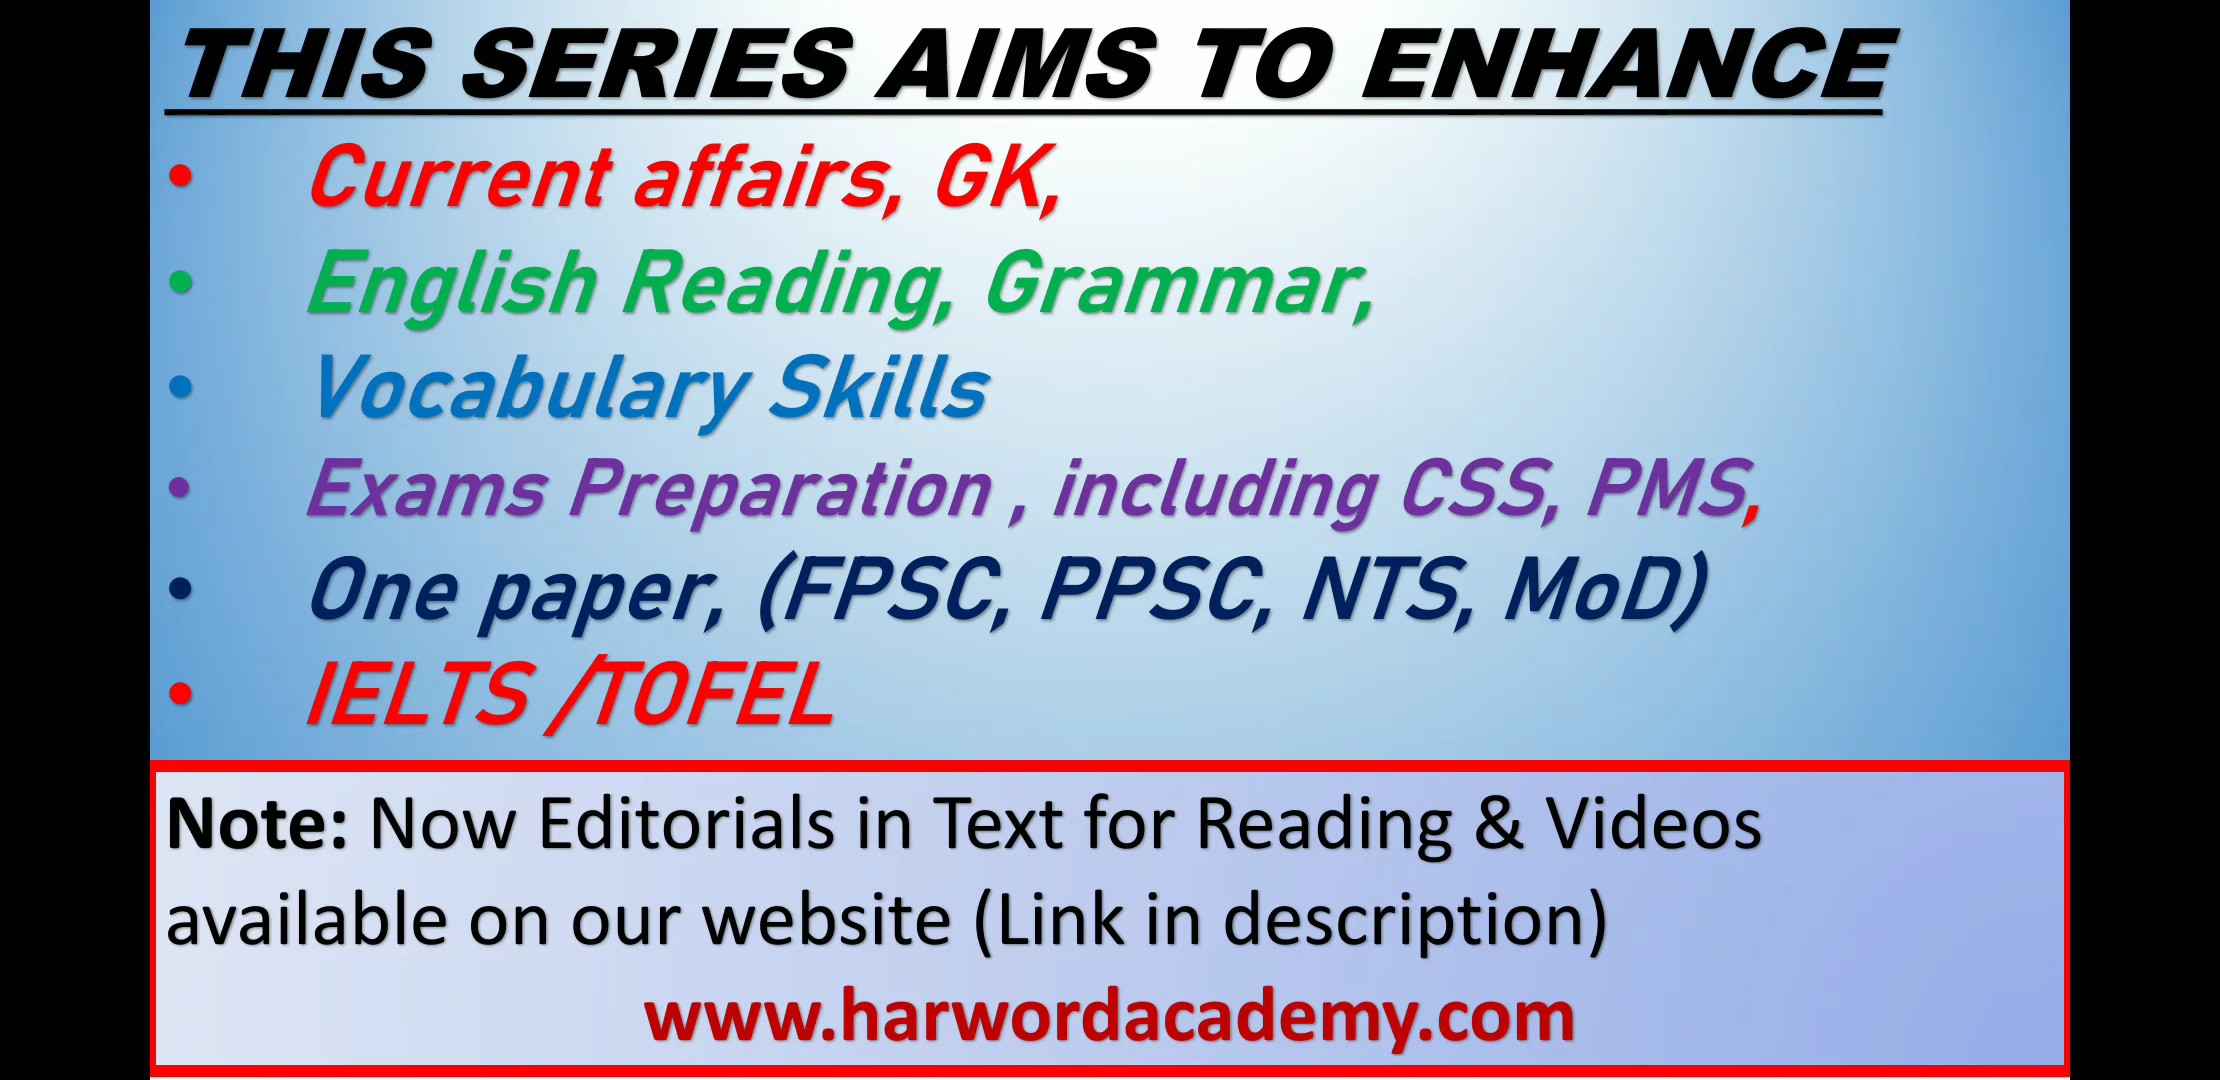 THIS SERIES AIMS TO ENHANCE
• Current affairs, GK,
• English Reading, Grammar,
• Vocabulary Skills
• Exams Preparation , including CSS, PMS,
• One paper, (FPSC, PPSC, NTS, MoD)
• IELTS /TOFEL
Note: Now Editorials in Text for Reading & Videos
available on our website (Link in description)
www.harwordacademy.com